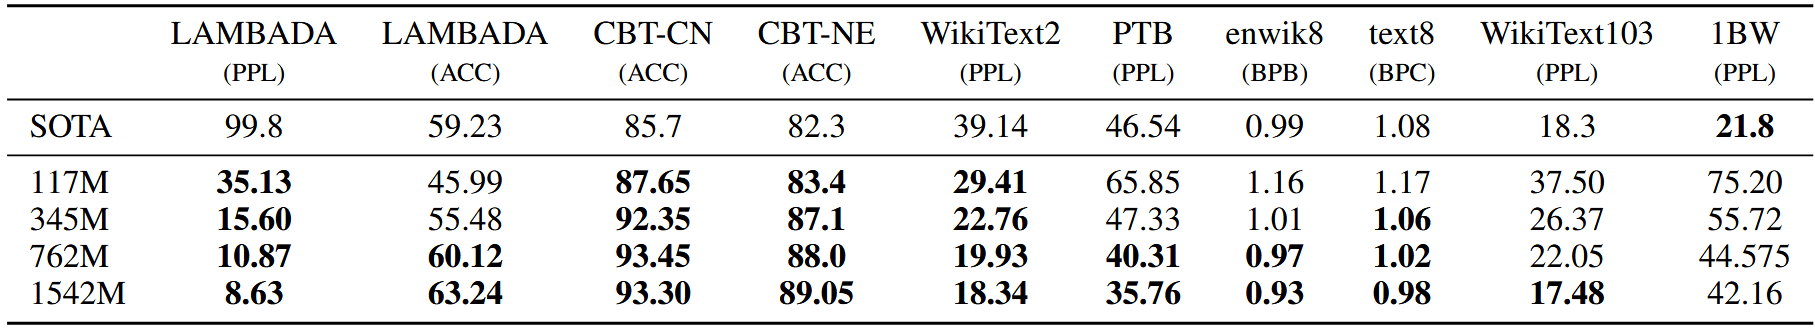 LAMBADA LAMBADA CBT-CN CBT-NE WikiText2 PTB enwik8 text8 WikiText103 1BW
(PPL) (ACC) (ACC) (ACC) (PPL) (PPL) (BPB) (BPC) (PPL) (PPL)
SOTA 99.8 59.23 85.7 82.3 39.14 46.54 0.99 1.08 18.3 21.8
117M 35.13 45.99 87.65 83.4 29.41 65.85 1.16 1.17 37.50 75.20
345M 15.60 55.48 92.35 87.1 22.76 47.33 1.01 1.06 26.37 55.72
762M 10.87 60.12 93.45 88.0 19.93 40.31 0.97 1.02 22.05 44.575
1542M 8.63 63.24 93.30 89.05 18.34 35.76 0.93 0.98 17.48 42.16